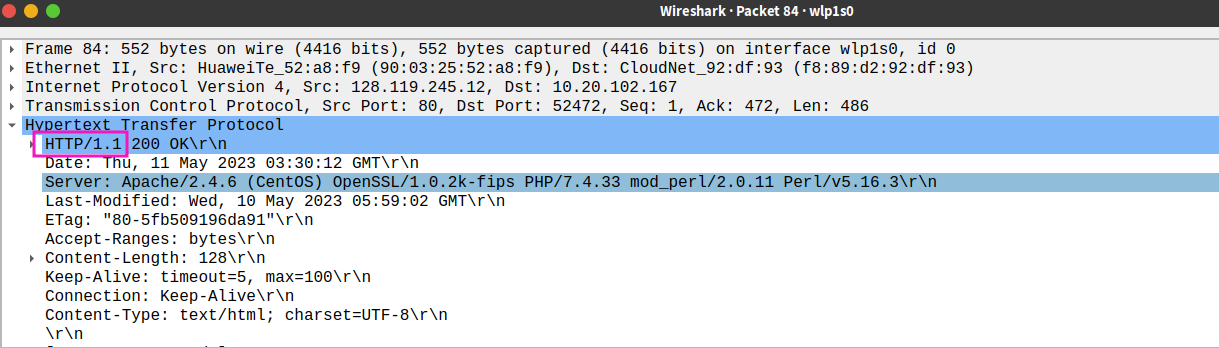 Wireshark · Packet 84 · wlp1s0
Frame 84: 552 bytes on wire (4416 bits), 552 bytes captured (4416 bits) on interface wlp1s0, id 0
Ethernet II, Src: HuaweiTe_52:a8:f9 (90:03:25:52:a8:f9), Dst: CloudNet_92:df:93 (f8:89:d2:92:df:93)
Internet Protocol Version 4, Src: 128.119.245.12, Dst: 10.20.102.167
Transmission Control Protocol, Src Port: 80, Dst Port: 52472, Seq: 1, Ack: 472, Len: 486
Hypertext Transfer Protocol
HTTP/1.1 200 OK\r\n
Date: Thu, 11 May 2023 03:30:12 GMT\r\n
Server: Apache/2.4.6 (CentOS) OpenSSL/1.0.2k-fips PHP/7.4.33 mod_perl/2.0.11 Perl/v5.16.3\r\n
Last-Modified: Wed, 10 May 2023 05:59:02 GMT\r\n
ETag: "80-5fb509196da91"\r\n
Accept-Ranges: bytes\r\n
Content-Length: 128\r\n
Keep-Alive: timeout=5, max=100\r\n
Connection: Keep-Alive\r\n
Content-Type: text/html; charset=UTF-8\r\n
\r\n